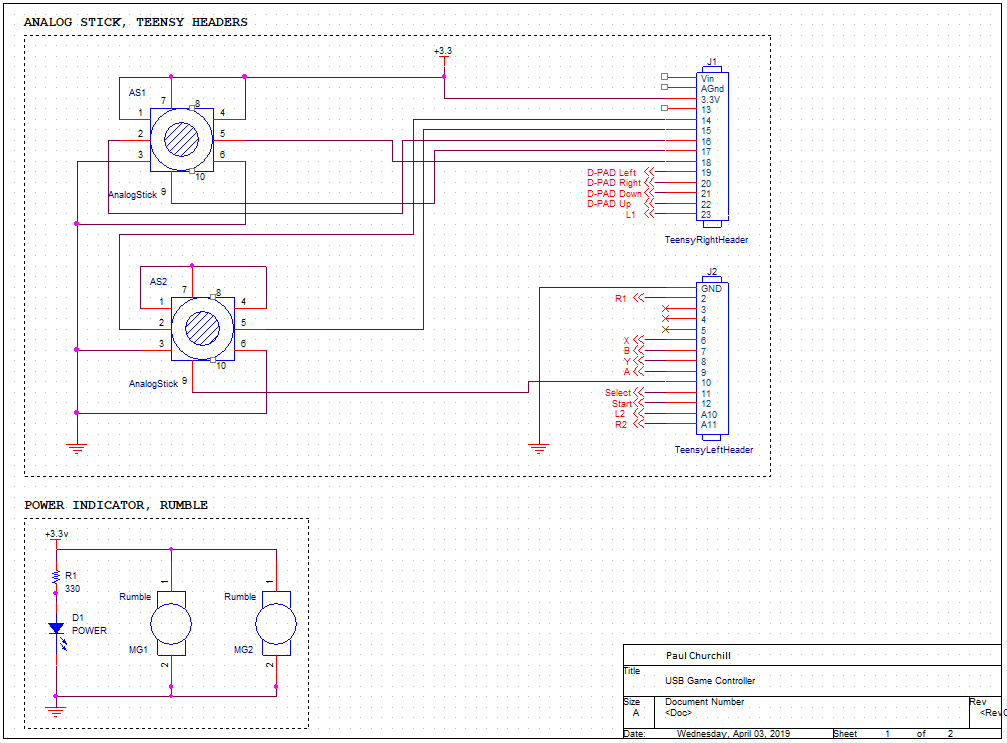 ANALOG STICK, TEENSY HEADERS
+3.3
J1
AS1
7
8
1
4
2
5
3
6
10
AnalogStick
9
Vin
AGnd
3.3V
13
14
15
16
17
18
D-PAD Left
19
D-PAD Right
20
D-PAD Down
21
D-PAD Up
22
L1
23
TeensyRightHeader
AS2
7
8
1
4
2
5
3
6
10
AnalogStick
9
J2
GND
R1
2
3
4
5
X
6
B
7
Y
8
A
9
10
Select
11
Start
12
L2
A10
R2
A11
TeensyLeftHeader
POWER INDICATOR, RUMBLE
+3.3v
R1
330
D1
POWER
Rumble
1
MG1
2
Rumble
1
MG2
2
Paul Churchill
Title
USB Game Controller
Size
A
Document Number
<Doc>
Rev
<RevC
Date:
Wednesday, April 03, 2019
Sheet
1
of
2